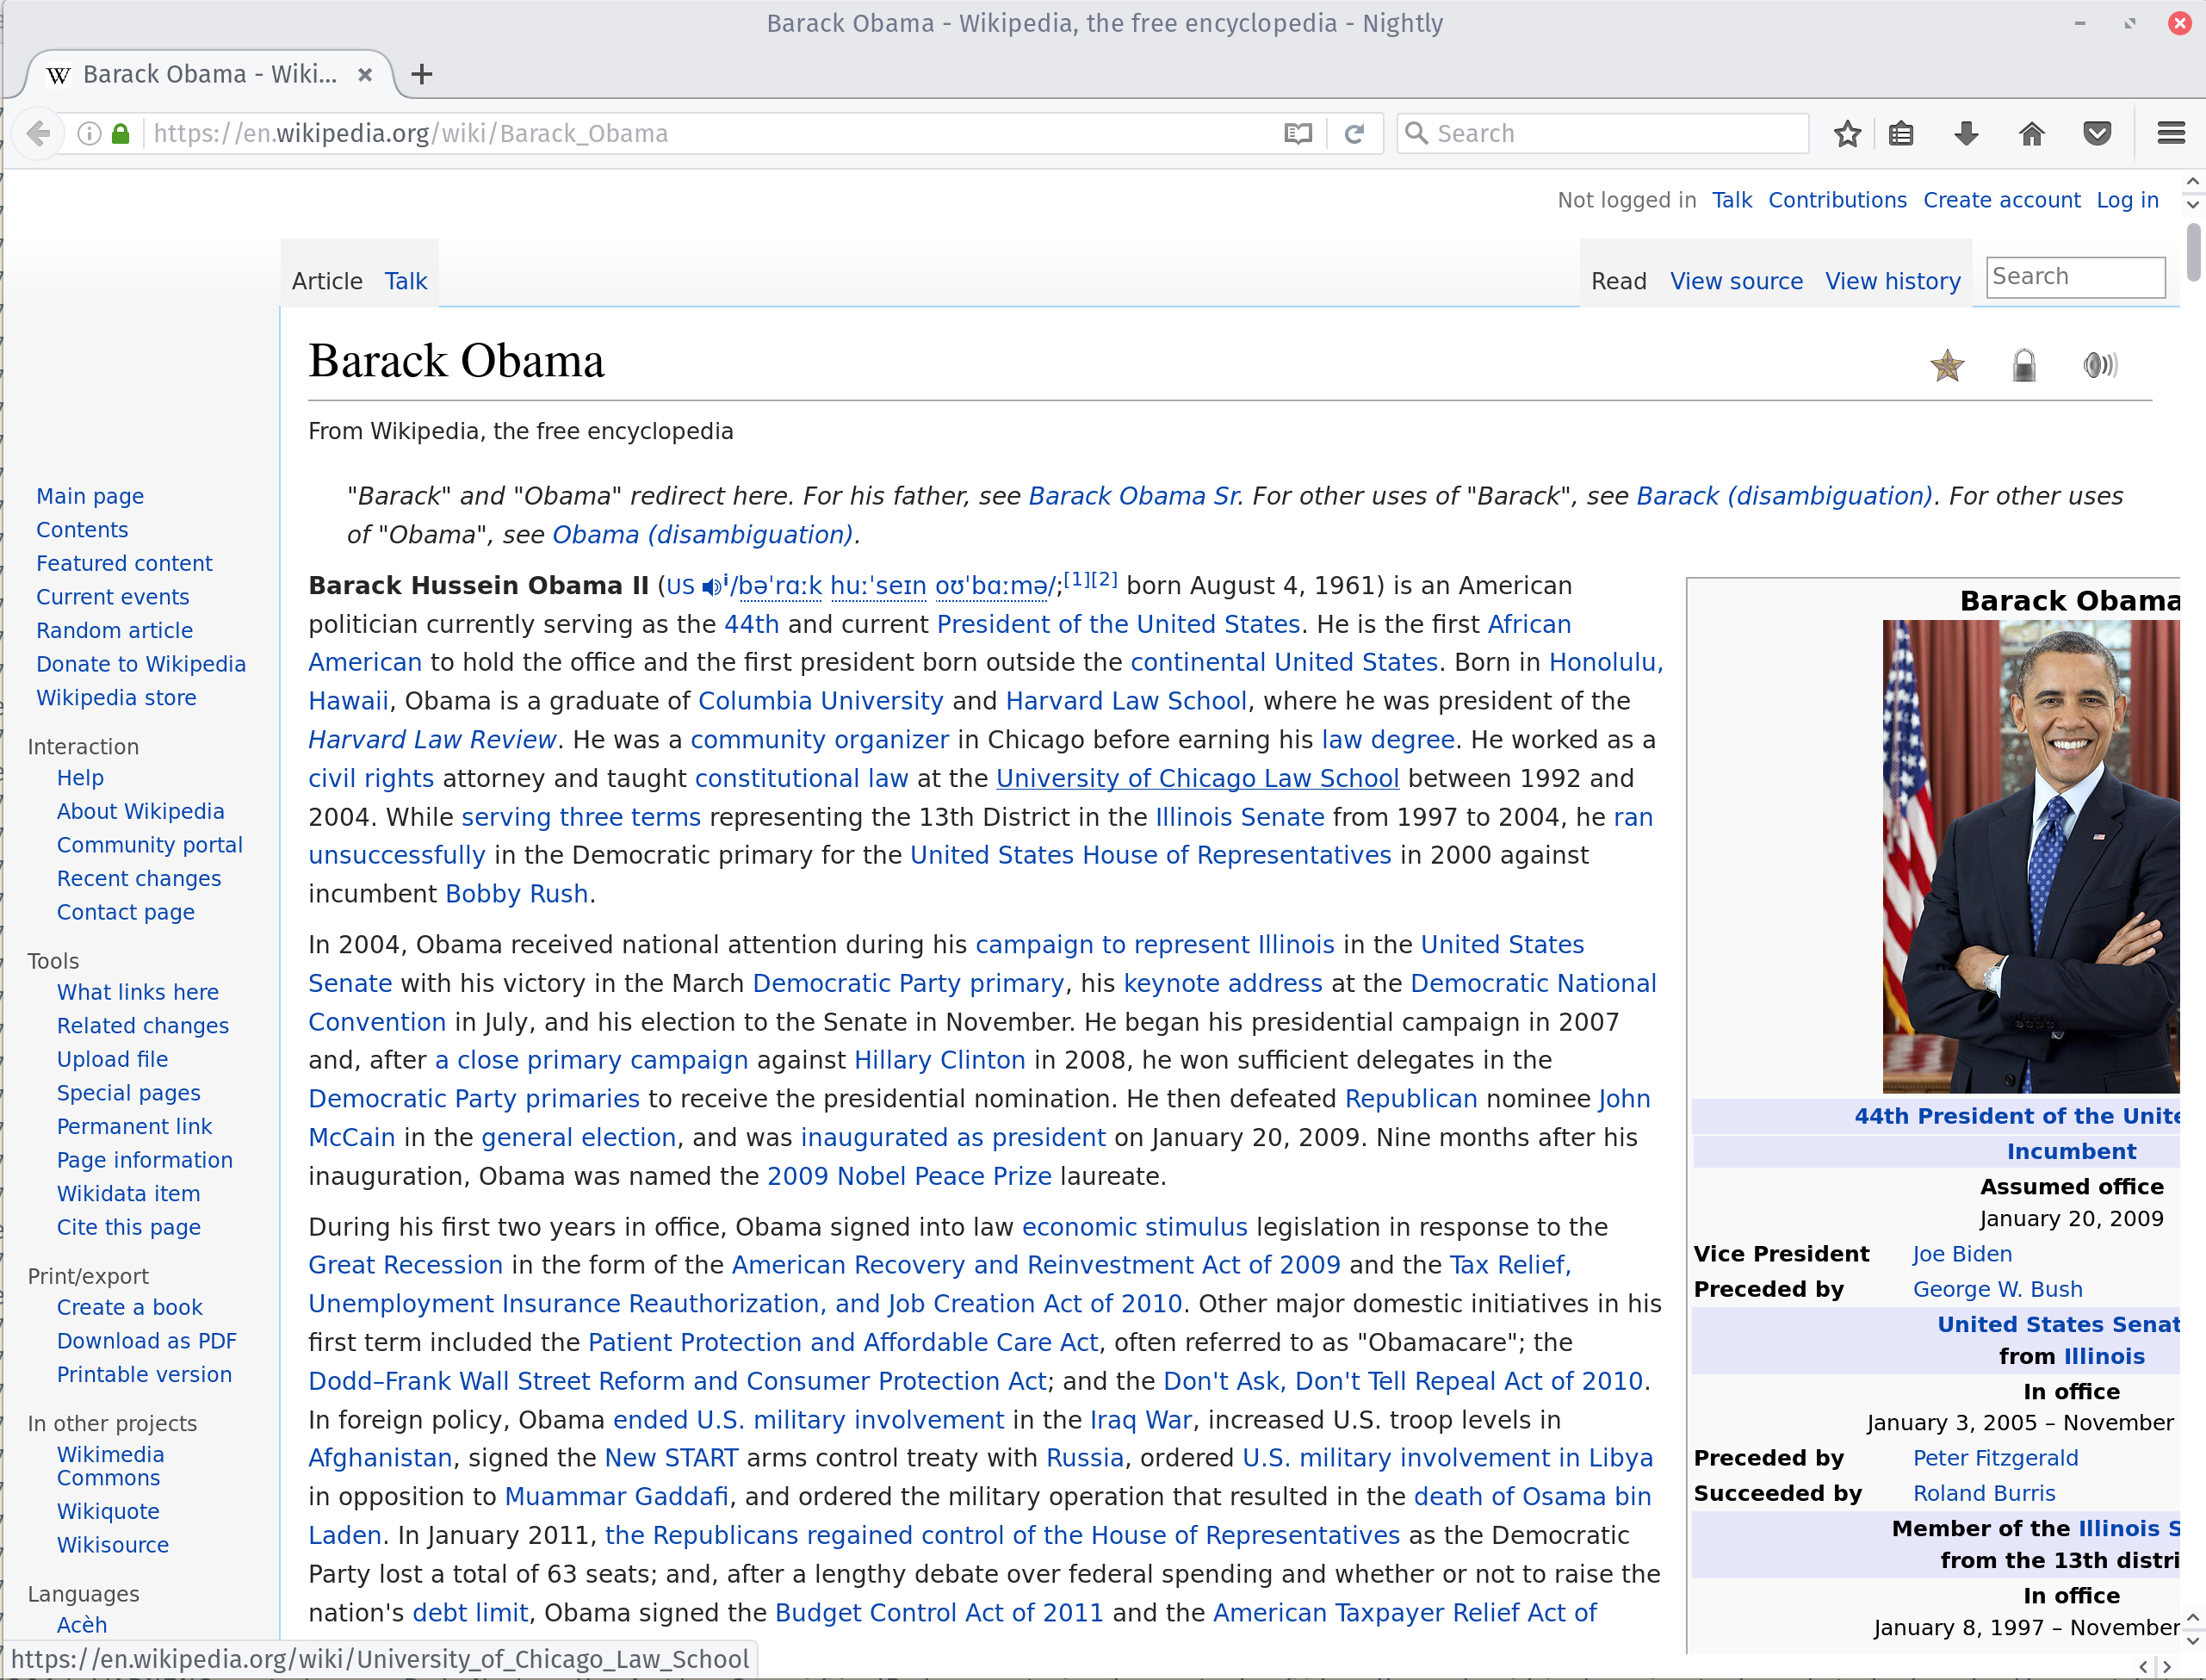 Barack Obama - Wikipedia, the free encyclopedia - Nightly
W Barack Obama - Wiki...
https://en.wikipedia.org/wiki/Barack_Obama
Search
Not logged in Talk Contributions Create account Log in
Article Talk
Read View source View history
Search
Barack Obama
From Wikipedia, the free encyclopedia
"Barack" and "Obama" redirect here. For his father, see Barack Obama Sr. For other uses of "Barack", see Barack (disambiguation). For other uses
of "Obama", see Obama (disambiguation).
Main page
Contents
Featured content
Current events
Random article
Donate to Wikipedia
Wikipedia store
Interaction
Help
About Wikipedia
Community portal
Recent changes
Contact page
Tools
What links here
Related changes
Upload file
Special pages
Permanent link
Page information
Wikidata item
Cite this page
Print/export
Create a book
Download as PDF
Printable version
In other projects
Wikimedia
Commons
Wikiquote
Wikisource
Languages
Acèh
Barack Hussein Obama II (US i/bəˈrɑːk huːˈseɪn oʊˈbɑːmə/;[1][2] born August 4, 1961) is an American
politician currently serving as the 44th and current President of the United States. He is the first African
American to hold the office and the first president born outside the continental United States. Born in Honolulu,
Hawaii, Obama is a graduate of Columbia University and Harvard Law School, where he was president of the
Harvard Law Review. He was a community organizer in Chicago before earning his law degree. He worked as a
civil rights attorney and taught constitutional law at the University of Chicago Law School between 1992 and
2004. While serving three terms representing the 13th District in the Illinois Senate from 1997 to 2004, he ran
unsuccessfully in the Democratic primary for the United States House of Representatives in 2000 against
incumbent Bobby Rush.
In 2004, Obama received national attention during his campaign to represent Illinois in the United States
Senate with his victory in the March Democratic Party primary, his keynote address at the Democratic National
Convention in July, and his election to the Senate in November. He began his presidential campaign in 2007
and, after a close primary campaign against Hillary Clinton in 2008, he won sufficient delegates in the
Democratic Party primaries to receive the presidential nomination. He then defeated Republican nominee John
McCain in the general election, and was inaugurated as president on January 20, 2009. Nine months after his
inauguration, Obama was named the 2009 Nobel Peace Prize laureate.
During his first two years in office, Obama signed into law economic stimulus legislation in response to the
Great Recession in the form of the American Recovery and Reinvestment Act of 2009 and the Tax Relief,
Unemployment Insurance Reauthorization, and Job Creation Act of 2010. Other major domestic initiatives in his
first term included the Patient Protection and Affordable Care Act, often referred to as "Obamacare"; the
Dodd–Frank Wall Street Reform and Consumer Protection Act; and the Don't Ask, Don't Tell Repeal Act of 2010.
In foreign policy, Obama ended U.S. military involvement in the Iraq War, increased U.S. troop levels in
Afghanistan, signed the New START arms control treaty with Russia, ordered U.S. military involvement in Libya
in opposition to Muammar Gaddafi, and ordered the military operation that resulted in the death of Osama bin
Laden. In January 2011, the Republicans regained control of the House of Representatives as the Democratic
Party lost a total of 63 seats; and, after a lengthy debate over federal spending and whether or not to raise the
nation's debt limit, Obama signed the Budget Control Act of 2011 and the American Taxpayer Relief Act of
Barack Obama
44th President of the Unite
Incumbent
Assumed office
January 20, 2009
Vice President Joe Biden
Preceded by George W. Bush
United States Senat
from Illinois
In office
January 3, 2005 – November
Preceded by Peter Fitzgerald
Succeeded by Roland Burris
Member of the Illinois S
from the 13th distri
In office
January 8, 1997 – November
https://en.wikipedia.org/wiki/University_of_Chicago_Law_School